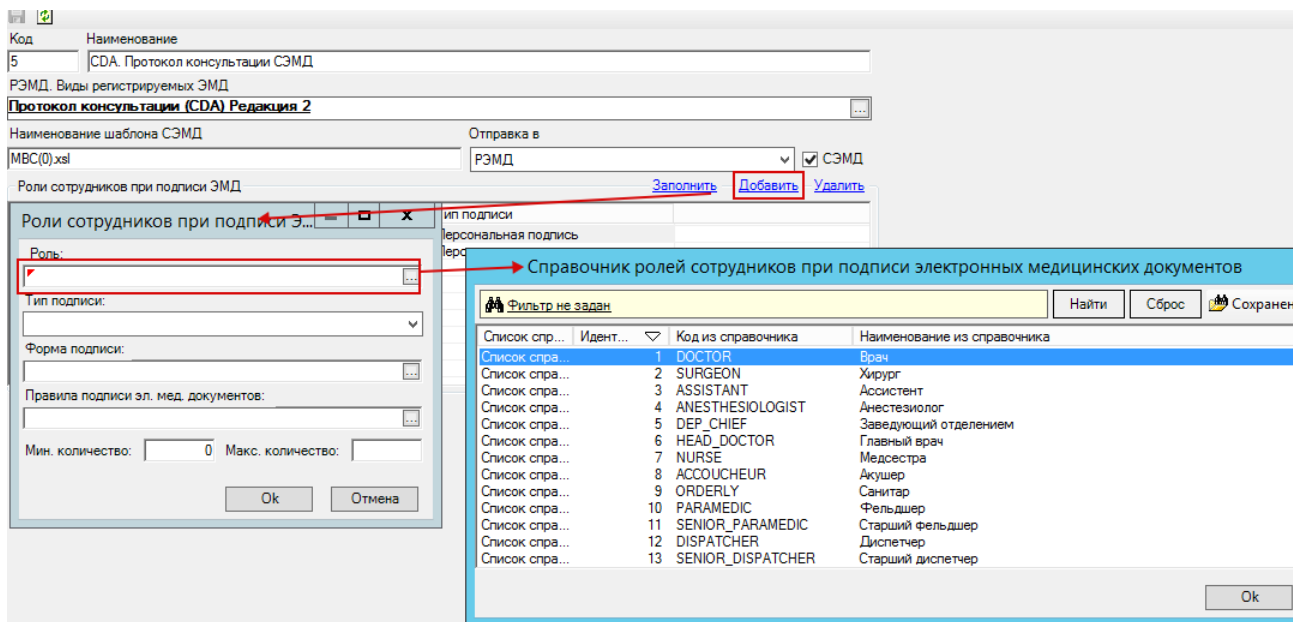 Код Наименование
5 CDA. Протокол консультации СЭМД
РЭМД. Виды регистрируемых ЭМД
Протокол консультации (CDA) Редакция 2 ...
Наименование шаблона СЭМД Отправка в
MBC(0).xsl РЭМД СЭМД
Роли сотрудников при подписи ЭМД Заполнить Добавить Удалить
Роли сотрудников при подписи Э...
Роль:
...
Тип подписи:
Форма подписи:
...
Правила подписи эл. мед. документов:
...
Мин. количество: 0 Макс. количество:
Ok Отмена
ип подписи
ерсональная подпись
Справочник ролей сотрудников при подписи электронных медицинских документов
Фильтр не задан Найти Сброс Сохранен
Список спр... Идент... Код из справочника Наименование из справочника
Список спра... 1 DOCTOR Врач
Список спра... 2 SURGEON Хирург
Список спра... 3 ASSISTANT Ассистент
Список спра... 4 ANESTHESIOLOGIST Анестезиолог
Список спра... 5 DEP_CHIEF Заведующий отделением
Список спра... 6 HEAD_DOCTOR Главный врач
Список спра... 7 NURSE Медсестра
Список спра... 8 ACCOUCHEUR Акушер
Список спра... 9 ORDERLY Санитар
Список спра... 10 PARAMEDIC Фельдшер
Список спра... 11 SENIOR_PARAMEDIC Старший фельдшер
Список спра... 12 DISPATCHER Диспетчер
Список спра... 13 SENIOR_DISPATCHER Старший диспетчер
Ok